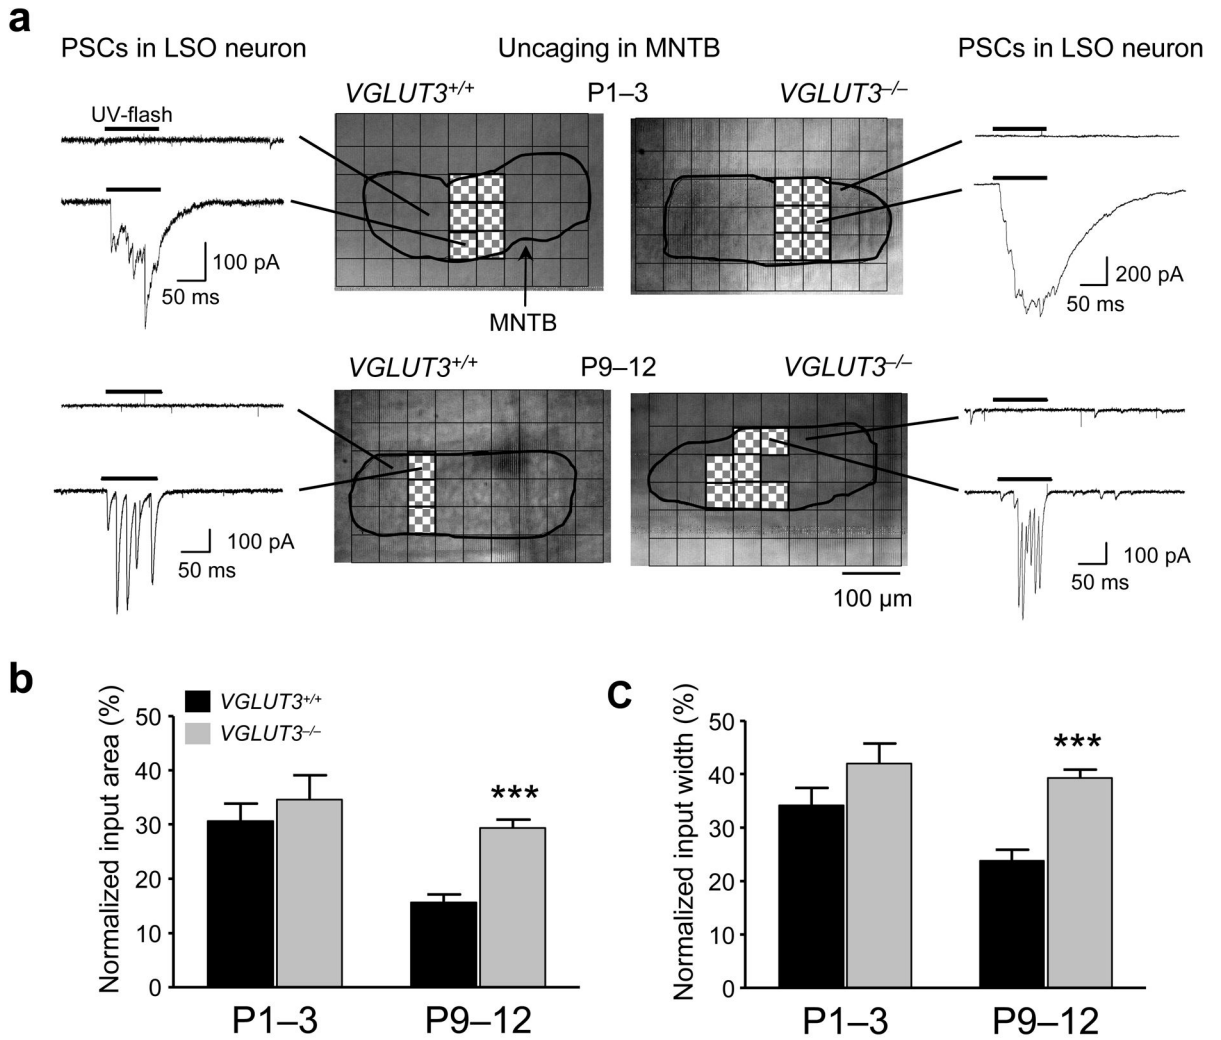 a
PSCs in LSO neuron
Uncaging in MNTB
PSCs in LSO neuron
VGLUT3+/+
P1–3
VGLUT3–/–
UV-flash
100 pA
50 ms
200 pA
50 ms
MNTB
VGLUT3+/+
P9–12
VGLUT3–/–
100 pA
50 ms
100 pA
50 ms
100 µm
b
Normalized input area (%)
VGLUT3+/+
VGLUT3–/–
50
40
30
20
10
0
P1–3
P9–12
***
C
Normalized input width (%)
50
40
30
20
10
0
P1–3
P9–12
***